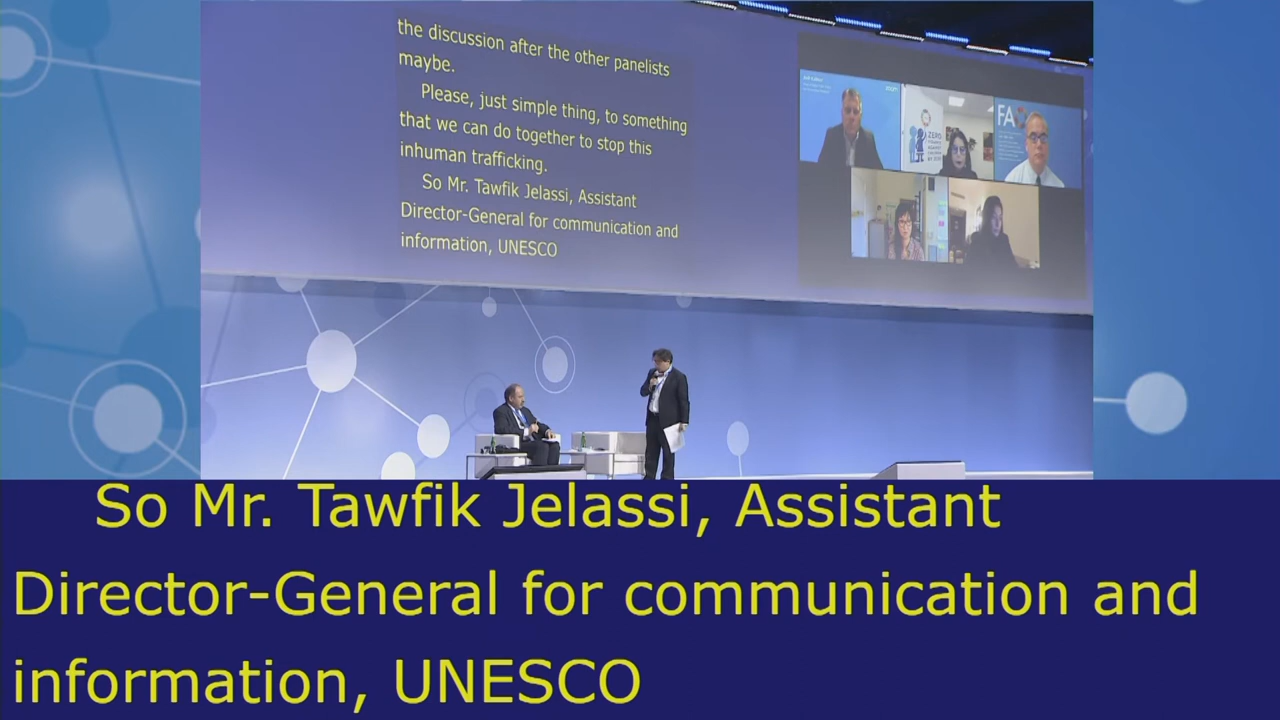 the discussion after the other panelists
maybe.
Please, just simple thing, to something
that we can do together to stop this
inhuman trafficking.
So Mr. Tawfik Jelassi, Assistant
Director-General for communication and
information, UNESCO
ZERO
FAO
So Mr. Tawfik Jelassi, Assistant
Director-General for communication and
information, UNESCO